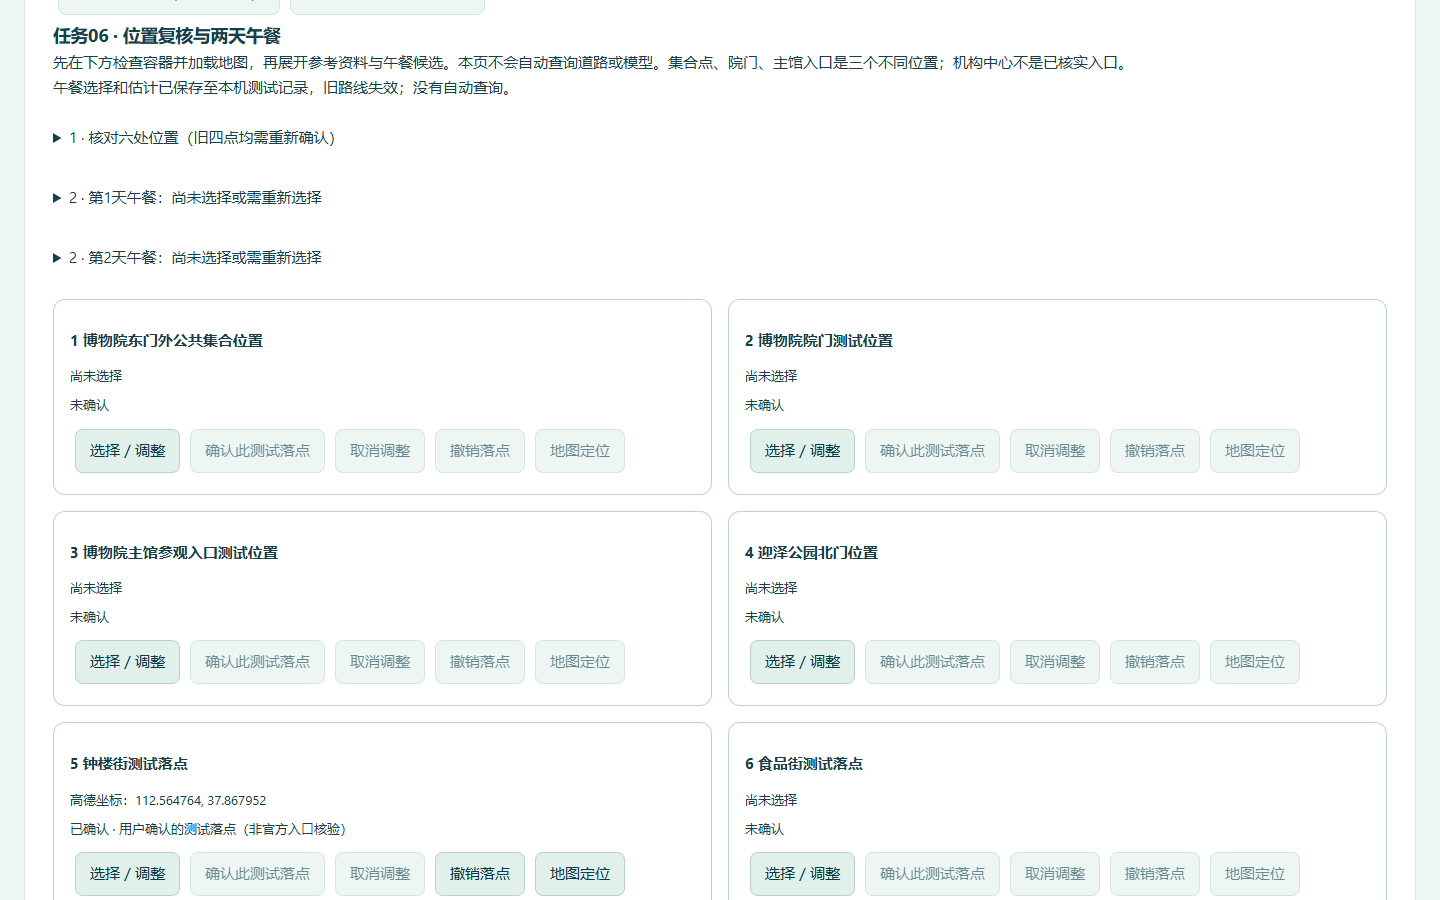 任务06 · 位置复核与两天午餐
先在下方检查容器并加载地图，再展开参考资料与午餐候选。本页不会自动查询道路或模型。集合点、院门、主馆入口是三个不同位置；机构中心不是已核实入口。
午餐选择和估计已保存至本机测试记录，旧路线失效；没有自动查询。
▶ 1 · 核对六处位置（旧四点均需重新确认）
▶ 2 · 第1天午餐：尚未选择或需重新选择
▶ 2 · 第2天午餐：尚未选择或需重新选择
1 博物院东门外公共集合位置
尚未选择
未确认
选择 / 调整 确认此测试落点 取消调整 撤销落点 地图定位
2 博物院院门测试位置
尚未选择
未确认
选择 / 调整 确认此测试落点 取消调整 撤销落点 地图定位
3 博物院主馆参观入口测试位置
尚未选择
未确认
选择 / 调整 确认此测试落点 取消调整 撤销落点 地图定位
4 迎泽公园北门位置
尚未选择
未确认
选择 / 调整 确认此测试落点 取消调整 撤销落点 地图定位
5 钟楼街测试落点
高德坐标：112.564764, 37.867952
已确认 · 用户确认的测试落点（非官方入口核验）
选择 / 调整 确认此测试落点 取消调整 撤销落点 地图定位
6 食品街测试落点
尚未选择
未确认
选择 / 调整 确认此测试落点 取消调整 撤销落点 地图定位